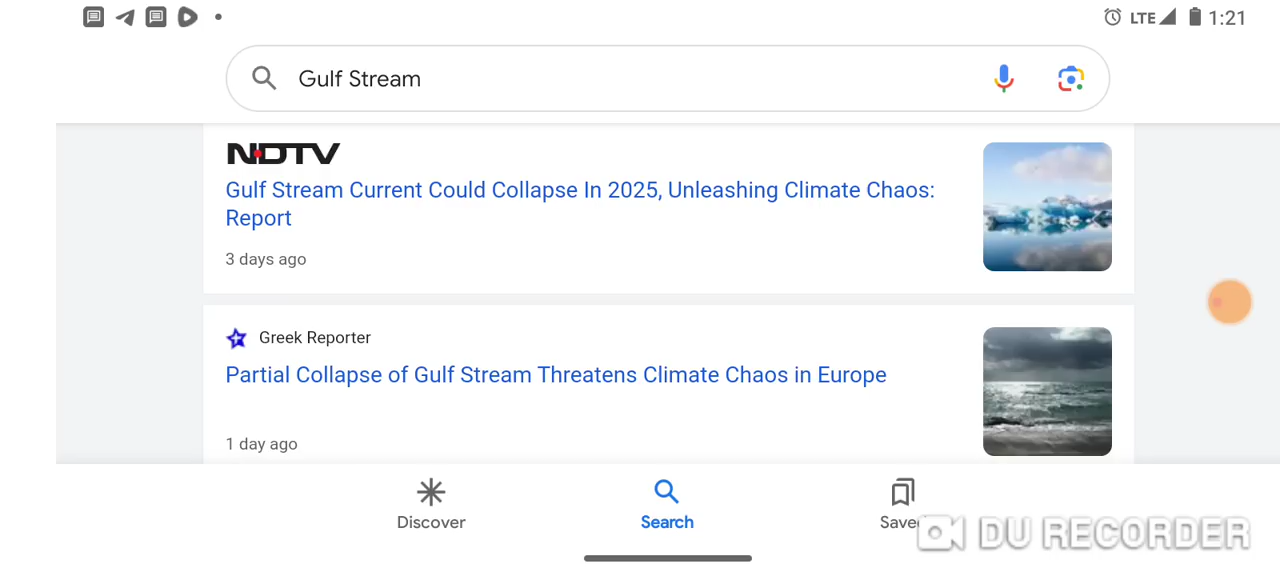 LTE 1:21
Gulf Stream
NDTV
Gulf Stream Current Could Collapse In 2025, Unleashing Climate Chaos:
Report
3 days ago
Greek Reporter
Partial Collapse of Gulf Stream Threatens Climate Chaos in Europe
1 day ago
Discover
Search
Save
DU RECORDER